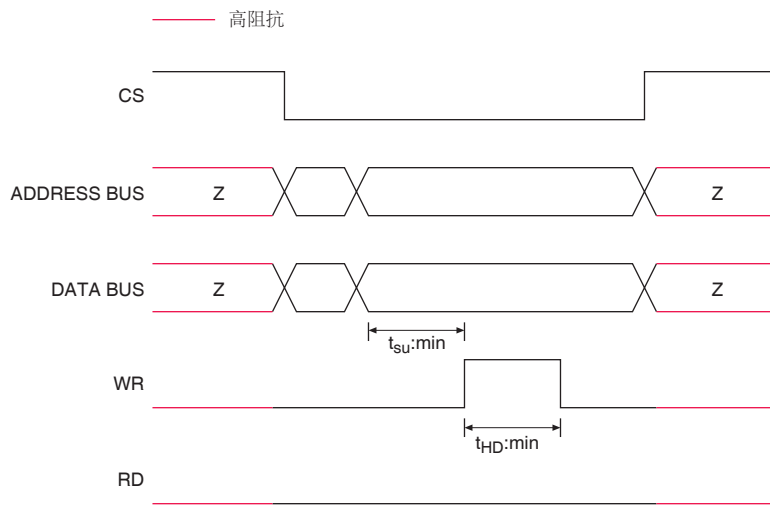 高阻抗
CS
ADDRESS BUS Z Z
DATA BUS Z Z
tsu:min
WR
tHD:min
RD